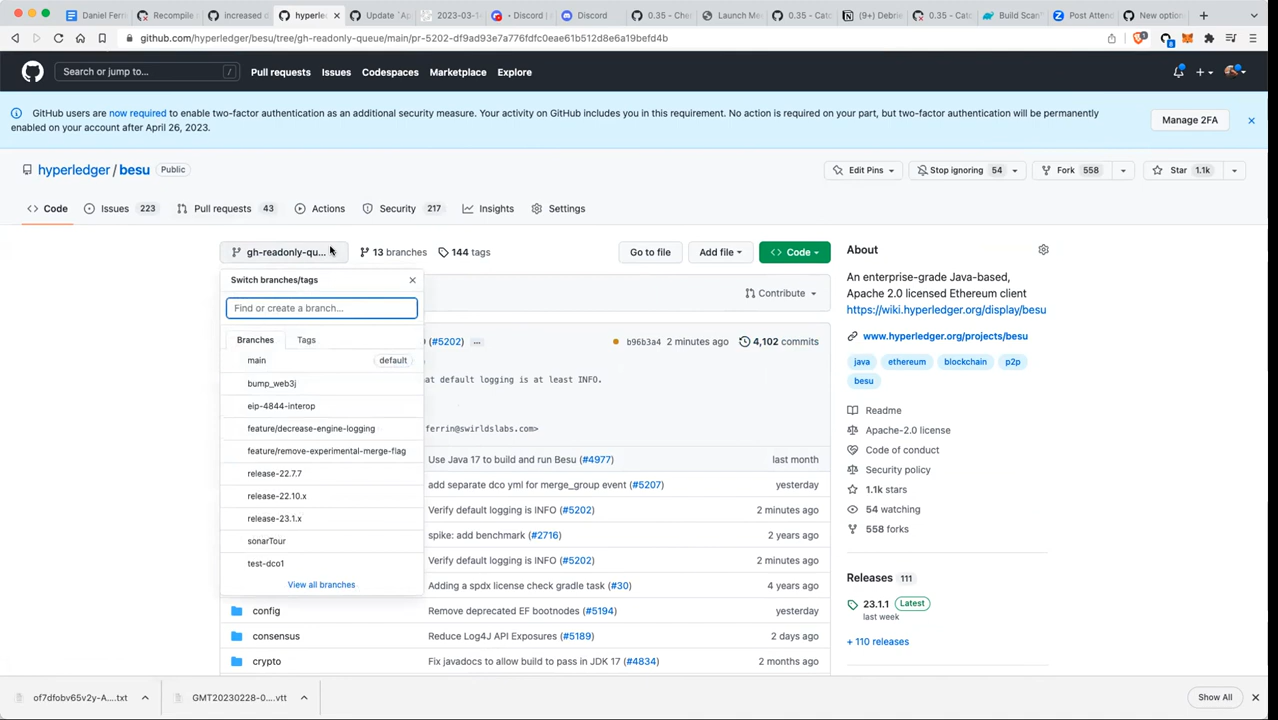 Daniel Ferri
Recompile
increased d
hyperle
Update `Ap
2023-03-1
- Discord |
Discord
0.35 - Che
Launch Me
0.35 - Cato
(9+) Debrie
0.35 - Cato
Build Scan™
Post Attend
New option
github.com/hyperledger/besu/tree/gh-readonly-queue/main/pr-5202-df9ad93e7a776fdfc0eae61b512d8e6a19befd4b
Search or jump to... /
Pull requests
Issues
Codespaces
Marketplace
Explore
GitHub users are now required to enable two-factor authentication as an additional security measure. Your activity on GitHub includes you in this requirement. No action is required on your part, but two-factor authentication will be permanently
enabled on your account after April 26, 2023.
Manage 2FA
hyperledger / besu Public
Edit Pins
Stop ignoring 54
Fork 558
Star 1.1k
Code
Issues 223
Pull requests 43
Actions
Security 217
Insights
Settings
gh-readonly-qu...
13 branches
144 tags
Go to file
Add file
Code
Switch branches/tags
Find or create a branch...
Branches
Tags
main default
bump_web3j
eip-4844-interop
feature/decrease-engine-logging
feature/remove-experimental-merge-flag
release-22.7.7
release-22.10.x
release-23.1.x
sonarTour
test-dco1
View all branches
Contribute
(#5202) ...
b96b3a4 2 minutes ago
4,102 commits
at default logging is at least INFO.
ferrin@swirldslabs.com>
Use Java 17 to build and run Besu (#4977) last month
add separate dco yml for merge_group event (#5207) yesterday
Verify default logging is INFO (#5202) 2 minutes ago
spike: add benchmark (#2716) 2 years ago
Verify default logging is INFO (#5202) 2 minutes ago
Adding a spdx license check gradle task (#30) 4 years ago
config Remove deprecated EF bootnodes (#5194) yesterday
consensus Reduce Log4J API Exposures (#5189) 2 days ago
crypto Fix javadocs to allow build to pass in JDK 17 (#4834) 2 months ago
About
An enterprise-grade Java-based,
Apache 2.0 licensed Ethereum client
https://wiki.hyperledger.org/display/besu
www.hyperledger.org/projects/besu
java ethereum blockchain p2p
besu
Readme
Apache-2.0 license
Code of conduct
Security policy
1.1k stars
54 watching
558 forks
Releases 111
23.1.1 Latest
last week
+ 110 releases
of7dfobv65v2y-A....txt
GMT20230228-0....vtt
Show All